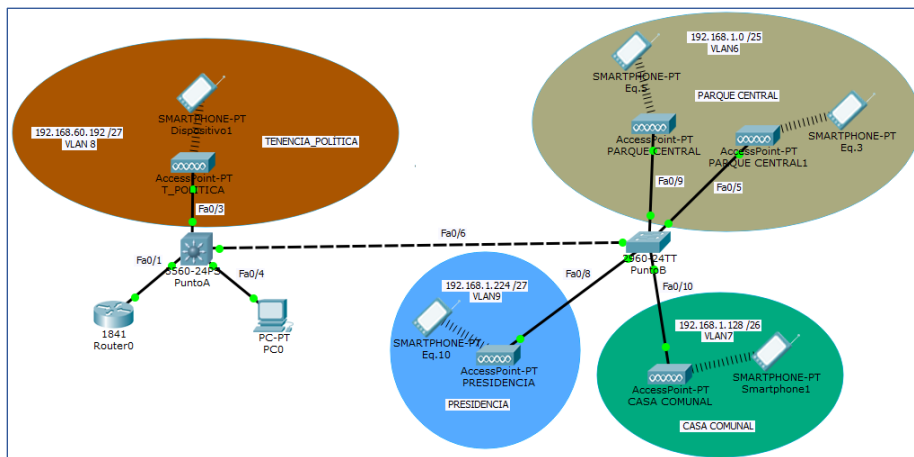 192.168.60.192 /27
VLAN 8
SMARTPHONE-PT
Dispositivo1
TENENCIA_POLÍTICA
AccessPoint-PT
T_POLITICA
Fa0/3
Fa0/1
3560-24PS
PuntoA
Fa0/4
1841
Router0
PC-PT
PC0
Fa0/6
192.168.1.0 /25
VLAN6
SMARTPHONE-PT
Eq.5
PARQUE CENTRAL
SMARTPHONE-PT
Eq.3
AccessPoint-PT
PARQUE CENTRAL
AccessPoint-PT
PARQUE CENTRAL1
Fa0/9
Fa0/5
2960-24TT
PuntoB
Fa0/8
Fa0/10
192.168.1.224 /27
VLAN9
SMARTPHONE-PT
Eq.10
AccessPoint-PT
PRESIDENCIA
PRESIDENCIA
192.168.1.128 /26
VLAN7
AccessPoint-PT
CASA COMUNAL
SMARTPHONE-PT
Smartphone1
CASA COMUNAL